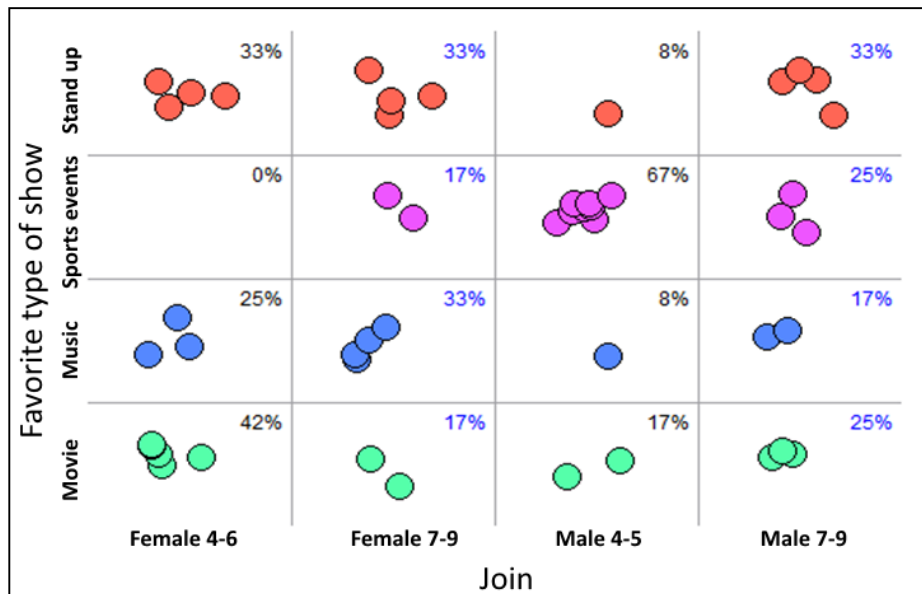 Favorite type of show
Stand up
33%
33%
8%
33%
Sports events
0%
17%
67%
25%
Music
25%
33%
8%
17%
Movie
42%
17%
17%
25%
Female 4-6
Female 7-9
Male 4-5
Male 7-9
Join